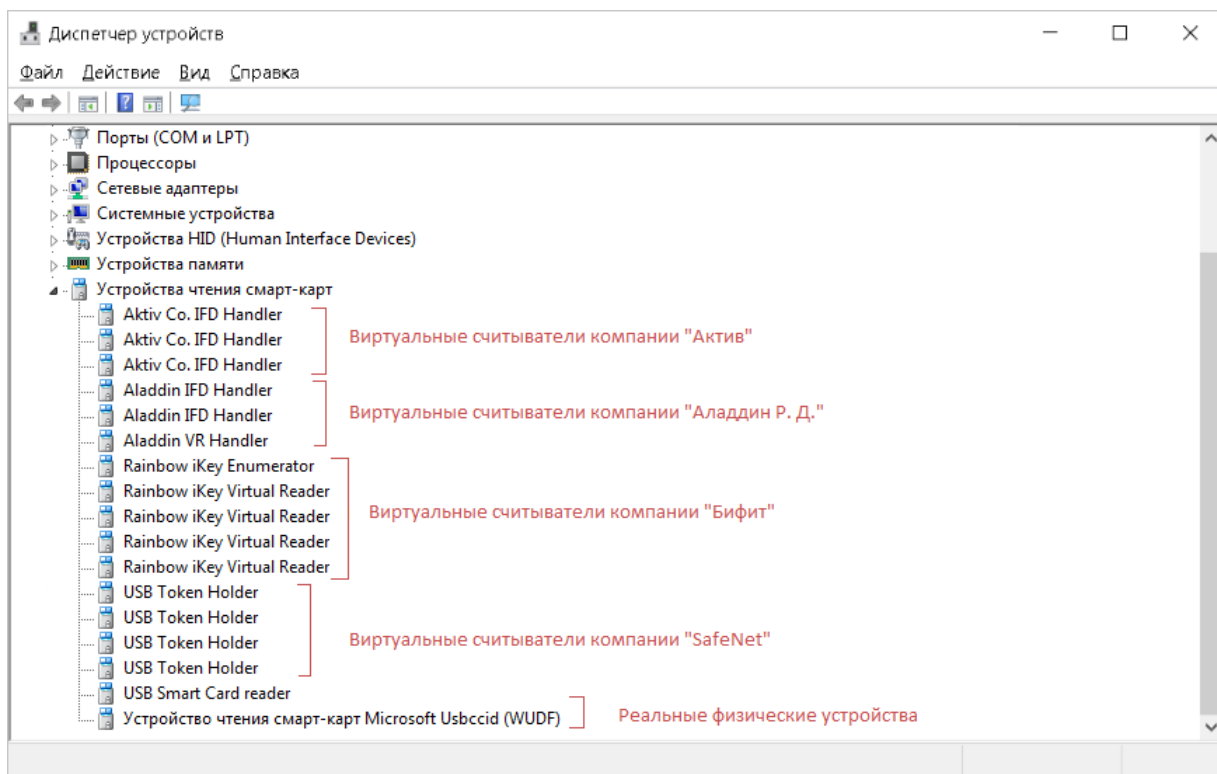 Диспетчер устройств
Файл Действие Вид Справка
Порты (COM и LPT)
Процессоры
Сетевые адаптеры
Системные устройства
Устройства HID (Human Interface Devices)
Устройства памяти
Устройства чтения смарт-карт
Aktiv Co. IFD Handler
Aktiv Co. IFD Handler
Виртуальные считыватели компании "Актив"
Aktiv Co. IFD Handler
Aladdin IFD Handler
Aladdin IFD Handler
Виртуальные считыватели компании "Аладдин Р. Д."
Aladdin VR Handler
Rainbow iKey Enumerator
Rainbow iKey Virtual Reader
Rainbow iKey Virtual Reader
Виртуальные считыватели компании "Бифит"
Rainbow iKey Virtual Reader
Rainbow iKey Virtual Reader
USB Token Holder
USB Token Holder
USB Token Holder
Виртуальные считыватели компании "SafeNet"
USB Token Holder
USB Smart Card reader
Устройство чтения смарт-карт Microsoft Usbccid (WUDF)
Реальные физические устройства